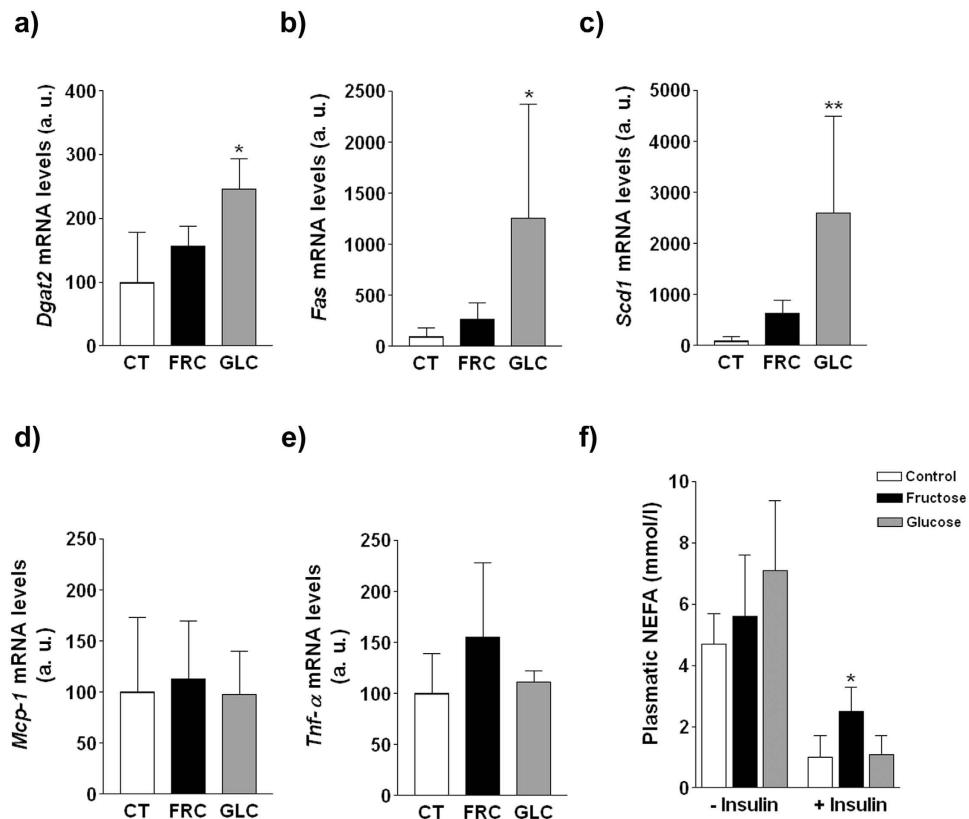 a)
Dgat2 mRNA levels (a. u.)
400
300
200
100
0
*
CT FRC GLC
b)
Fas mRNA levels (a. u.)
2500
2000
1500
1000
500
0
*
CT FRC GLC
c)
Scd1 mRNA levels (a. u.)
5000
4000
3000
2000
1000
0
**
CT FRC GLC
d)
Mcp-1 mRNA levels
(a. u.)
250
200
150
100
50
0
CT FRC GLC
e)
Tnf-α mRNA levels
(a. u.)
250
200
150
100
50
0
CT FRC GLC
f)
Plasmatic NEFA (mmol/l)
10
8
6
4
2
0
*
- Insulin + Insulin
Control
Fructose
Glucose